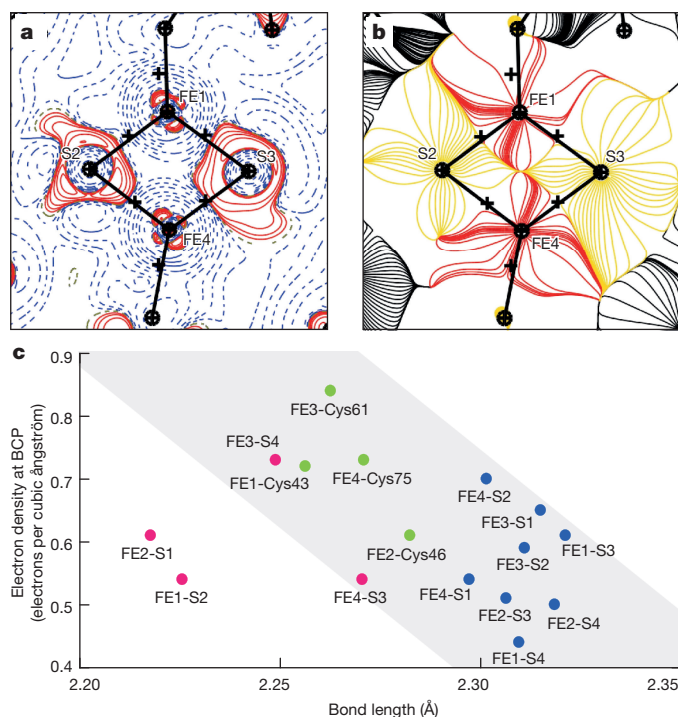 a
FE1
S2
S3
FE4
b
FE1
S2
S3
FE4
c
Electron density at BCP
(electrons per cubic ångström)
0.9
0.8
0.7
0.6
0.5
0.4
FE3-Cys61
FE3-S4
FE1-Cys43
FE4-Cys75
FE4-S2
FE3-S1
FE2-S1
FE2-Cys46
FE1-S3
FE3-S2
FE1-S2
FE4-S3
FE4-S1
FE2-S3
FE2-S4
FE1-S4
2.20
2.25
2.30
2.35
Bond length (Å)